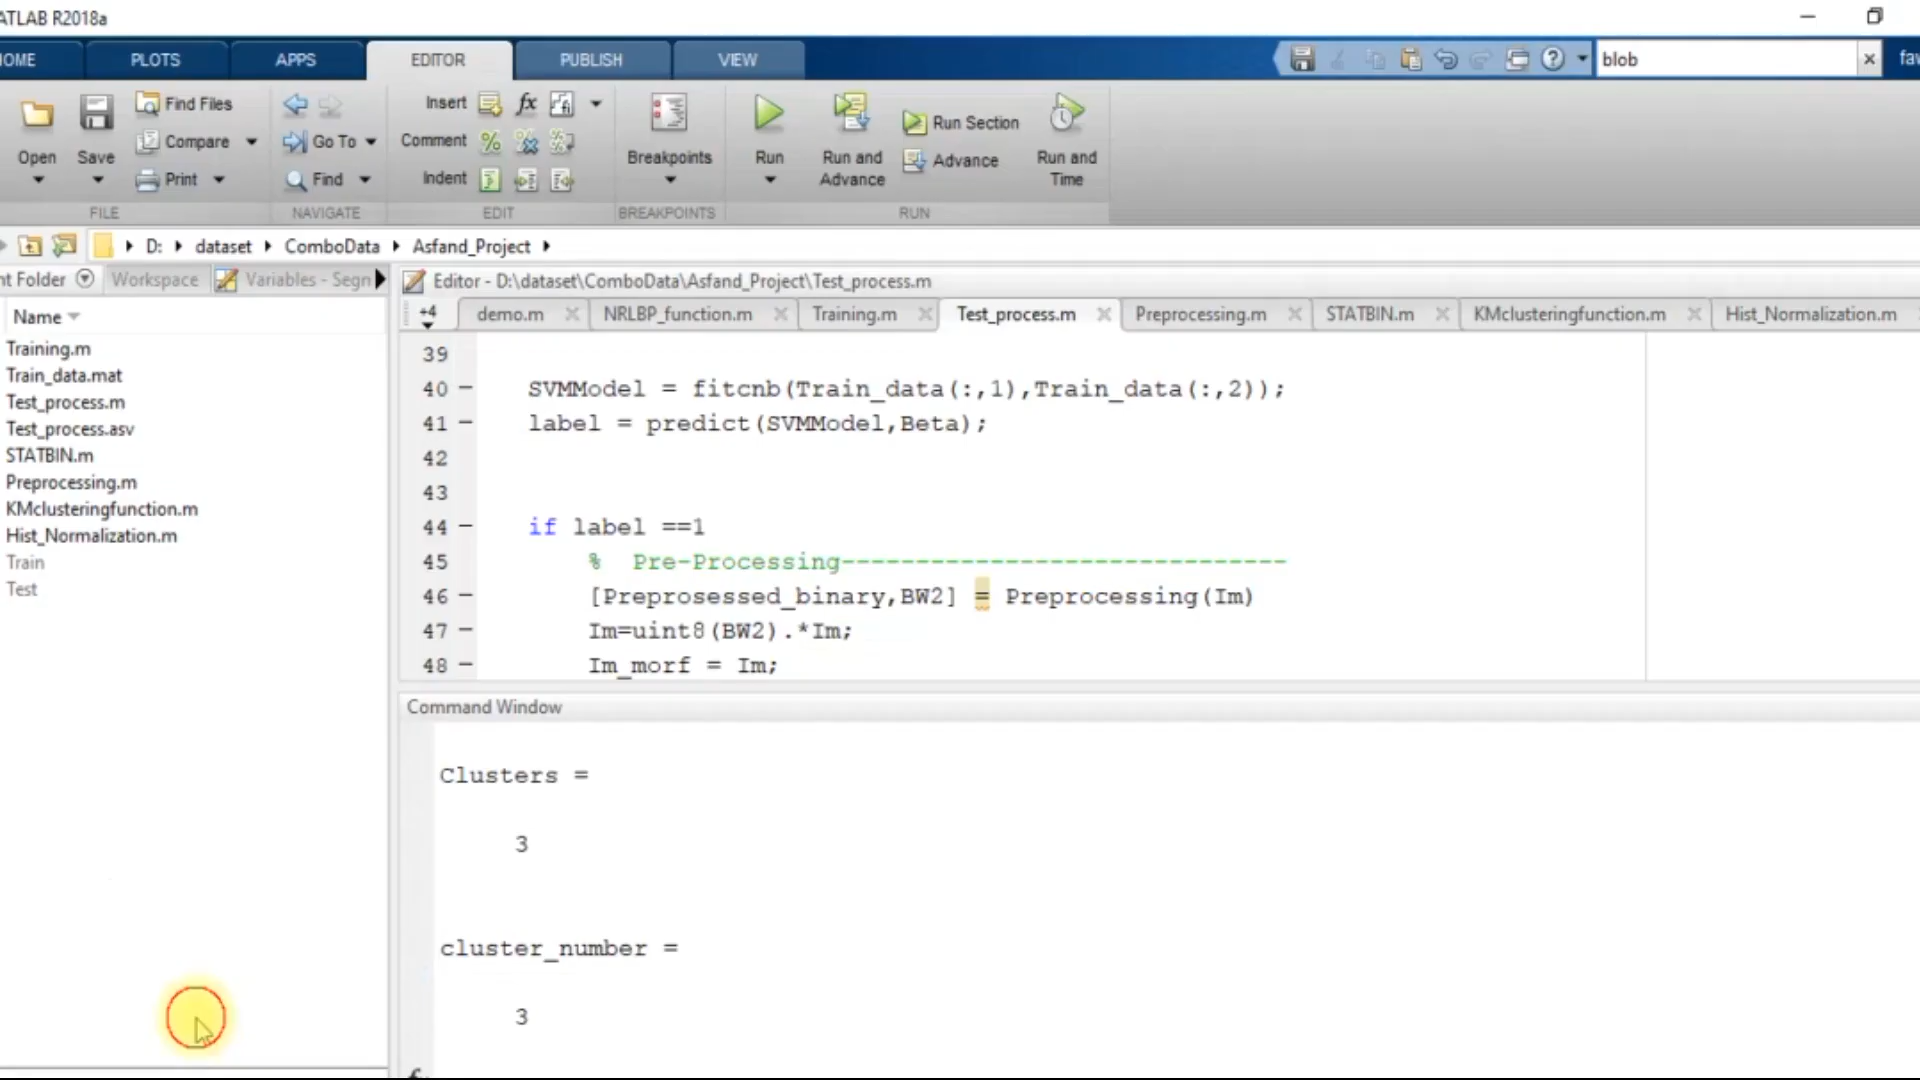 ATLAB R2018a
OME PLOTS APPS EDITOR PUBLISH VIEW blob
Find Files
Compare
Print
Open Save
FILE
Go To
Find
NAVIGATE
Insert
Comment
Indent
EDIT
Breakpoints
BREAKPOINTS
Run
Run and
Advance
Run Section
Advance
Run and
Time
RUN
D: dataset ComboData Asfand_Project
nt Folder Workspace Variables - Segn
Editor - D:\dataset\ComboData\Asfand_Project\Test_process.m
+4 demo.m NRLBP_function.m Training.m Test_process.m Preprocessing.m STATBIN.m KMclusteringfunction.m Hist_Normalization.m
Name
Training.m
Train_data.mat
Test_process.m
Test_process.asv
STATBIN.m
Preprocessing.m
KMclusteringfunction.m
Hist_Normalization.m
Train
Test
39
40 – SVMModel = fitcnb(Train_data(:,1),Train_data(:,2));
41 – label = predict(SVMModel,Beta);
42
43
44 – if label ==1
45 % Pre-Processing------------------------------
46 – [Preprosessed_binary,BW2] = Preprocessing(Im)
47 – Im=uint8(BW2).*Im;
48 – Im_morf = Im;
Command Window
Clusters =
3
cluster_number =
3